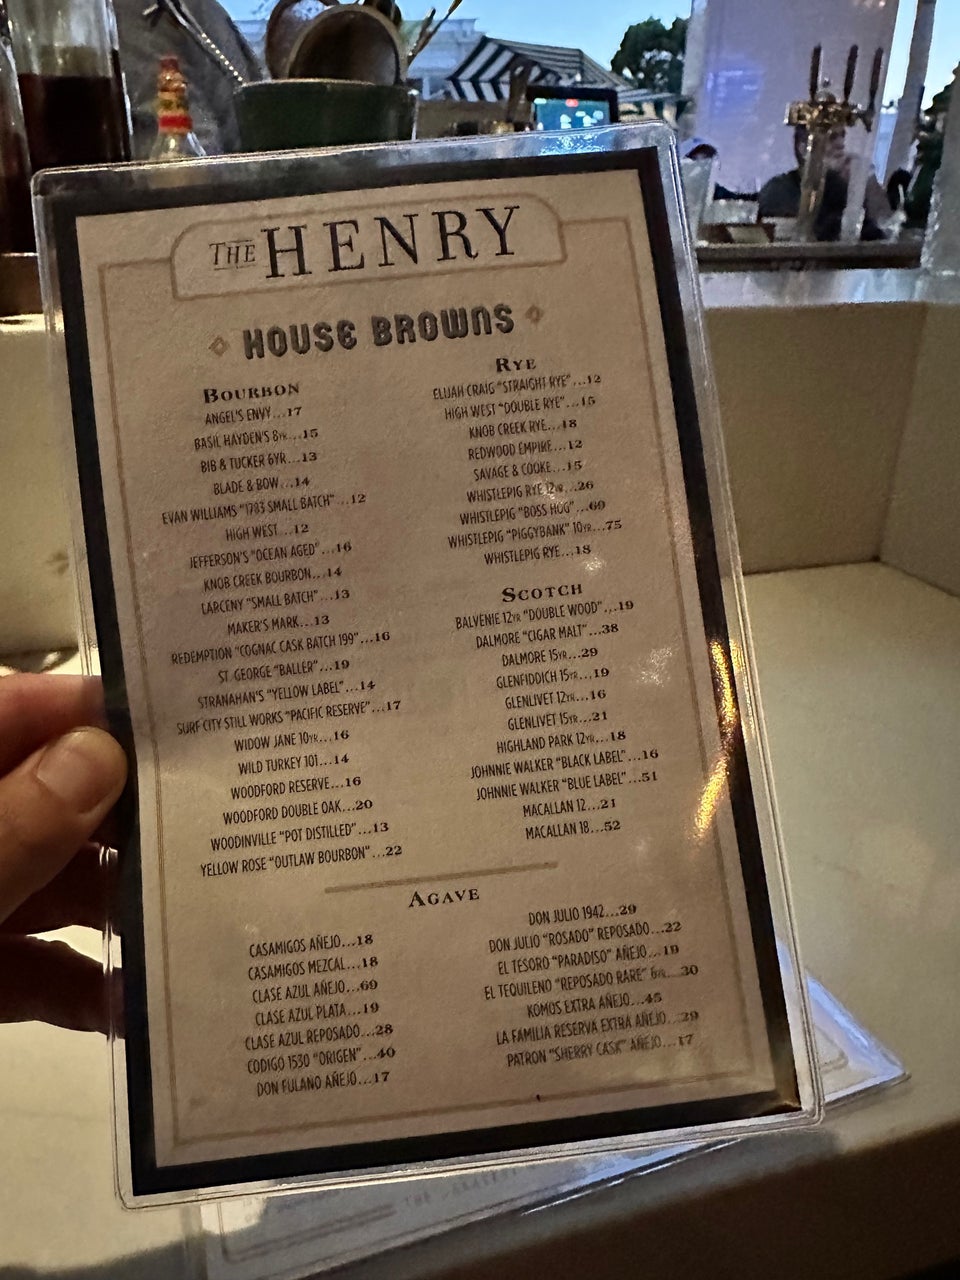 THE HENRY
HOUSE BROWNS
BOURBON
ANGEL'S ENVY...17
BASIL HAYDEN'S 8YR...15
BIB & TUCKER 6YR...13
BLADE & BOW...14
EVAN WILLIAMS "1783 SMALL BATCH"...12
HIGH WEST...12
JEFFERSON'S "OCEAN AGED"...16
KNOB CREEK BOURBON...14
LARCENY "SMALL BATCH"...13
MAKER'S MARK...13
REDEMPTION "COGNAC CASK BATCH 199"...16
ST. GEORGE "BALLER"...19
STRANAHAN'S "YELLOW LABEL"...14
SURF CITY STILL WORKS "PACIFIC RESERVE"...17
WIDOW JANE 10YR...16
WILD TURKEY 101...14
WOODFORD RESERVE...16
WOODFORD DOUBLE OAK...20
WOODINVILLE "POT DISTILLED"...13
YELLOW ROSE "OUTLAW BOURBON"...22
RYE
ELIJAH CRAIG "STRAIGHT RYE"...12
HIGH WEST "DOUBLE RYE"...15
KNOB CREEK RYE...18
REDWOOD EMPIRE...12
SAVAGE & COOKE...15
WHISTLEPIG RYE 12YR...26
WHISTLEPIG "BOSS HOG"...69
WHISTLEPIG "PIGGYBANK" 10YR...75
WHISTLEPIG RYE...18
SCOTCH
BALVENIE 12YR "DOUBLE WOOD"...19
DALMORE "CIGAR MALT"...38
DALMORE 15YR...29
GLENFIDDICH 15YR...19
GLENLIVET 12YR...16
GLENLIVET 15YR...21
HIGHLAND PARK 12YR...18
JOHNNIE WALKER "BLACK LABEL"...16
JOHNNIE WALKER "BLUE LABEL"...51
MACALLAN 12...21
MACALLAN 18...52
AGAVE
CASAMIGOS AÑEJO...18
CASAMIGOS MEZCAL...18
CLASE AZUL AÑEJO...69
CLASE AZUL PLATA...19
CLASE AZUL REPOSADO...28
CODIGO 1530 "ORIGEN"...40
DON FULANO AÑEJO...17
DON JULIO 1942...29
DON JULIO "ROSADO" REPOSADO...22
EL TESORO "PARADISO" AÑEJO...19
EL TEQUILENO "REPOSADO RARE" 6YR...30
KOMOS EXTRA AÑEJO...45
LA FAMILIA RESERVA EXTRA AÑEJO...29
PATRON "SHERRY CASK" AÑEJO...17